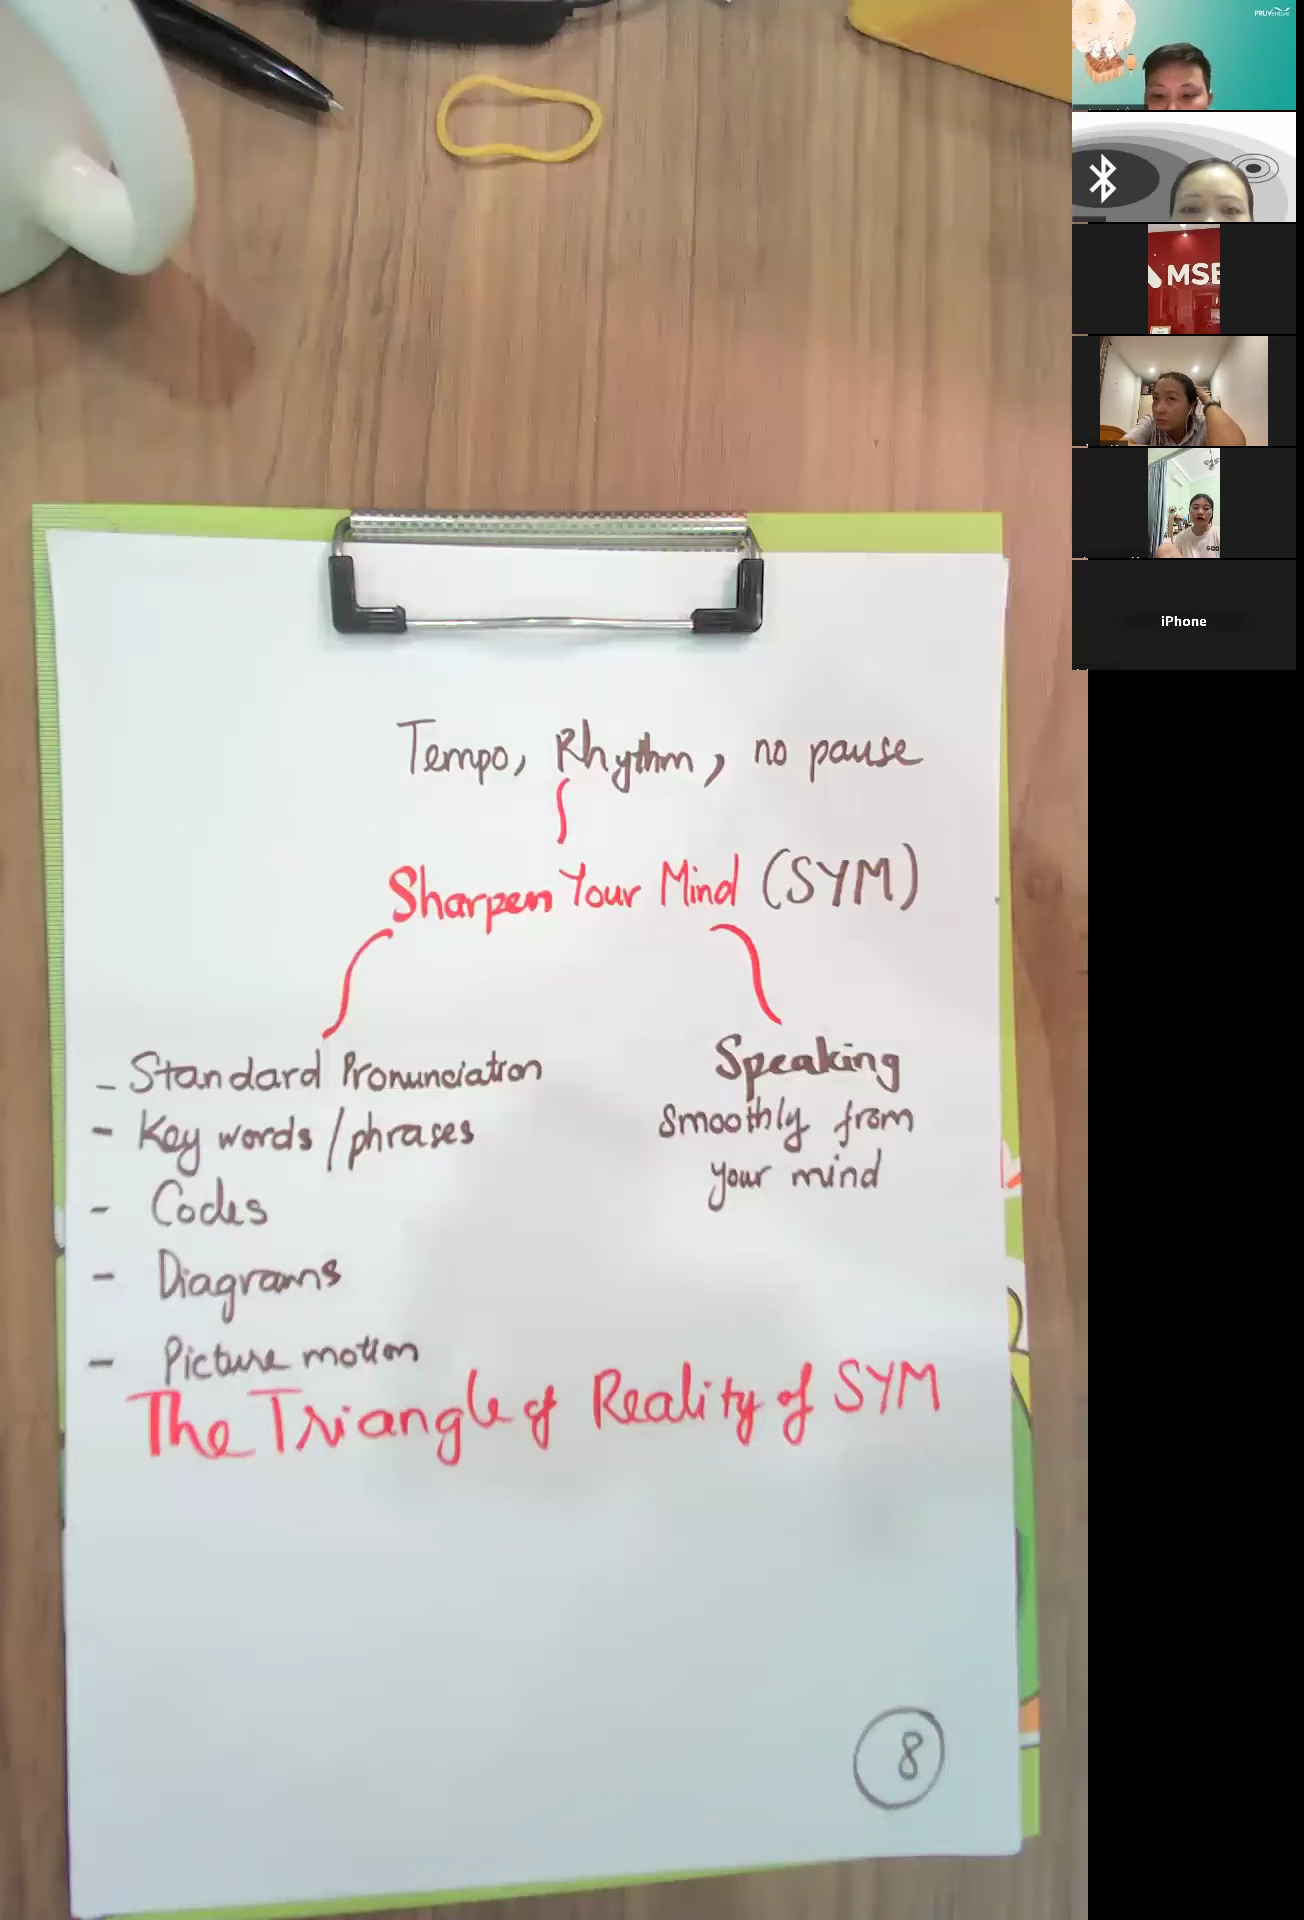 PRUVenture
MSB
iPhone
Tempo, Rhythm, no pause
Sharpen Your Mind (SYM)
- Standard Pronunciation
- Key words / phrases
- Codes
- Diagrams
- Picture motion
Speaking
smoothly from
your mind
The Triangle of Reality of SYM
8